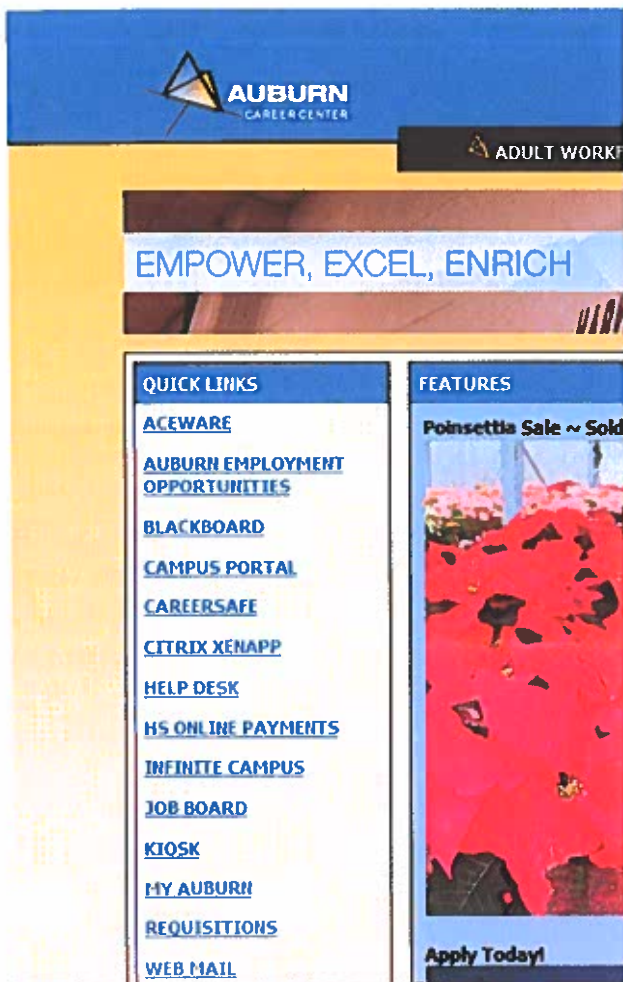 AUBURN
CAREER CENTER
ADULT WORKF
EMPOWER, EXCEL, ENRICH
QUICK LINKS
ACEWARE
AUBURN EMPLOYMENT
OPPORTUNITIES
BLACKBOARD
CAMPUS PORTAL
CAREERSAFE
CITRIX XENAPP
HELP DESK
HS ONLINE PAYMENTS
INFINITE CAMPUS
JOB BOARD
KIOSK
MY AUBURN
REQUISITIONS
WEB MAIL
FEATURES
Poinsettia Sale ~ Sold
Apply Today!